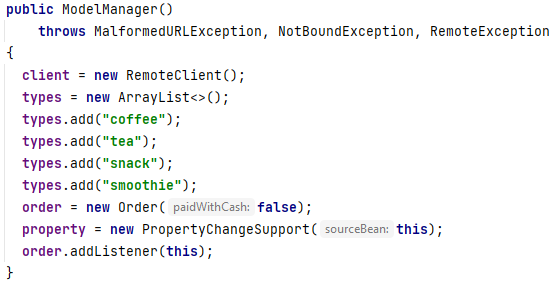 public ModelManager()
    throws MalformedURLException, NotBoundException, RemoteException
{
  client = new RemoteClient();
  types = new ArrayList<>();
  types.add("coffee");
  types.add("tea");
  types.add("snack");
  types.add("smoothie");
  order = new Order( paidWithCash: false);
  property = new PropertyChangeSupport( sourceBean: this);
  order.addListener(this);
}